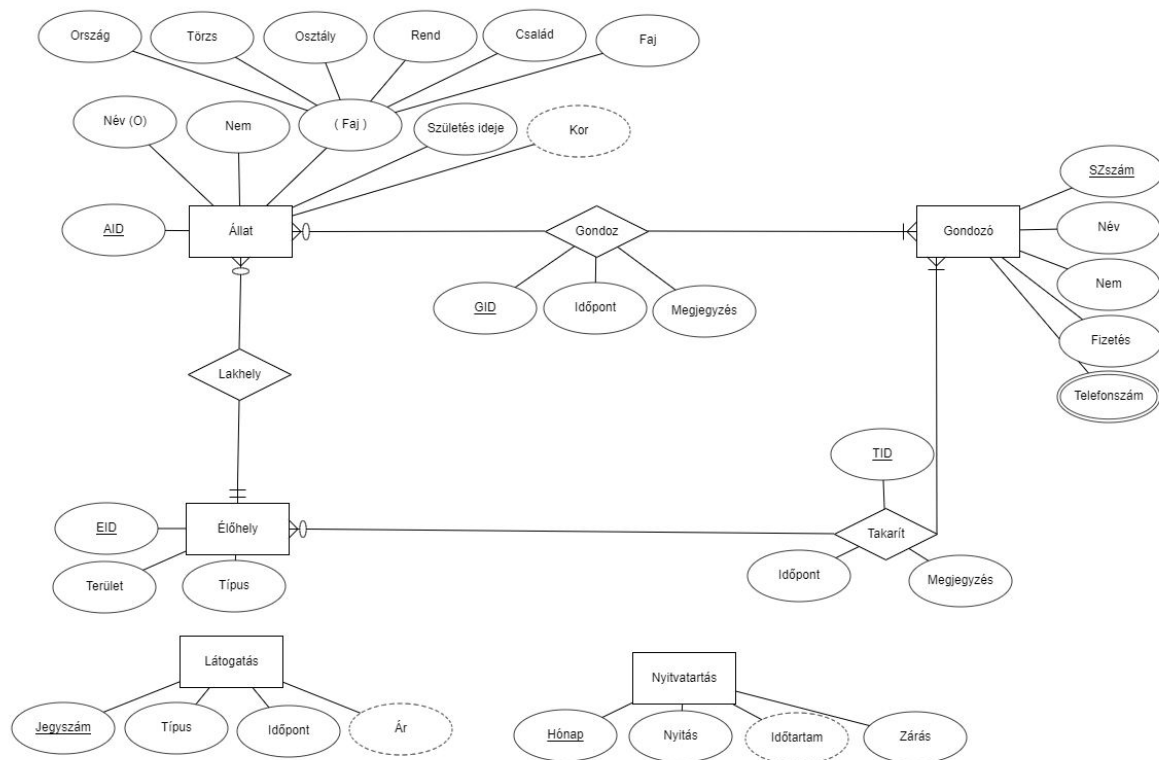 Ország
Törzs
Osztály
Rend
Család
Faj
Név (O)
Nem
( Faj )
Születés ideje
Kor
AID
Állat
Gondoz
Gondozó
SZszám
Név
Nem
Fizetés
Telefonszám
GID
Időpont
Megjegyzés
Lakhely
TID
EID
Élőhely
Takarít
Terület
Típus
Időpont
Megjegyzés
Látogatás
Nyitvatartás
Jegyszám
Típus
Időpont
Ár
Hónap
Nyitás
Időtartam
Zárás